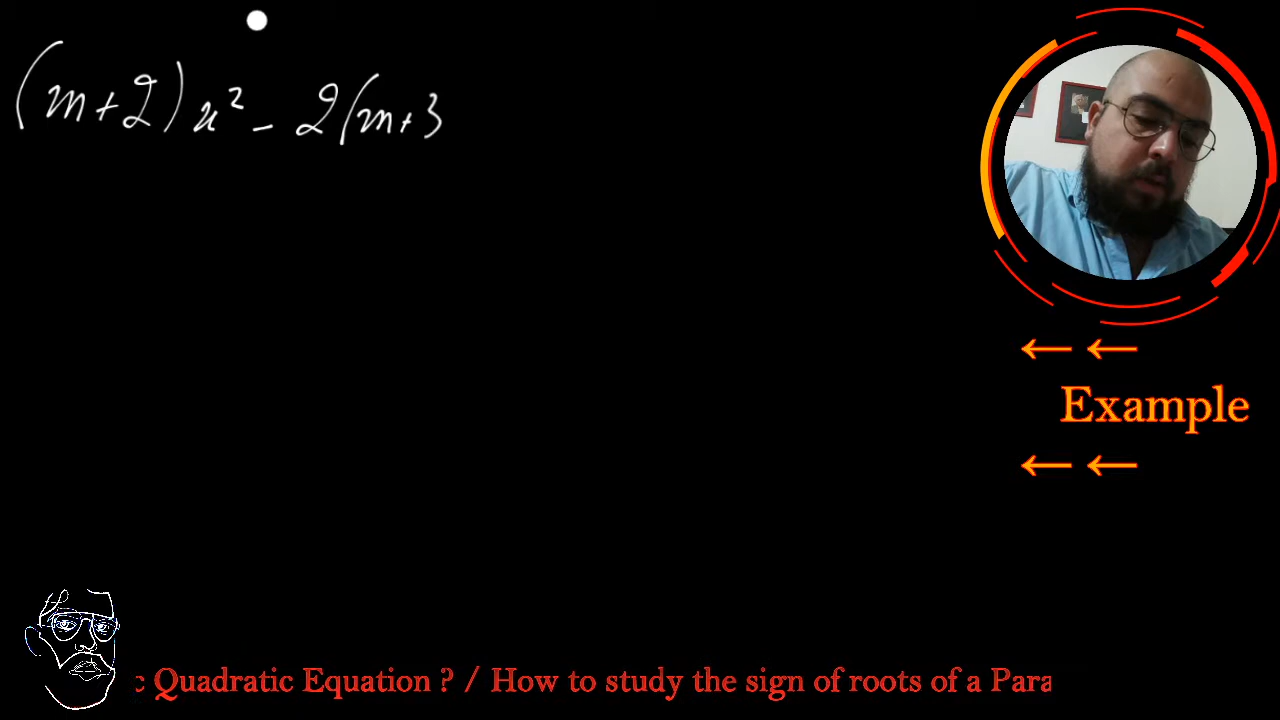 (m+2)x² - 2(m+3
← ←
Example
← ←
Quadratic Equation ? / How to study the sign of roots of a Para